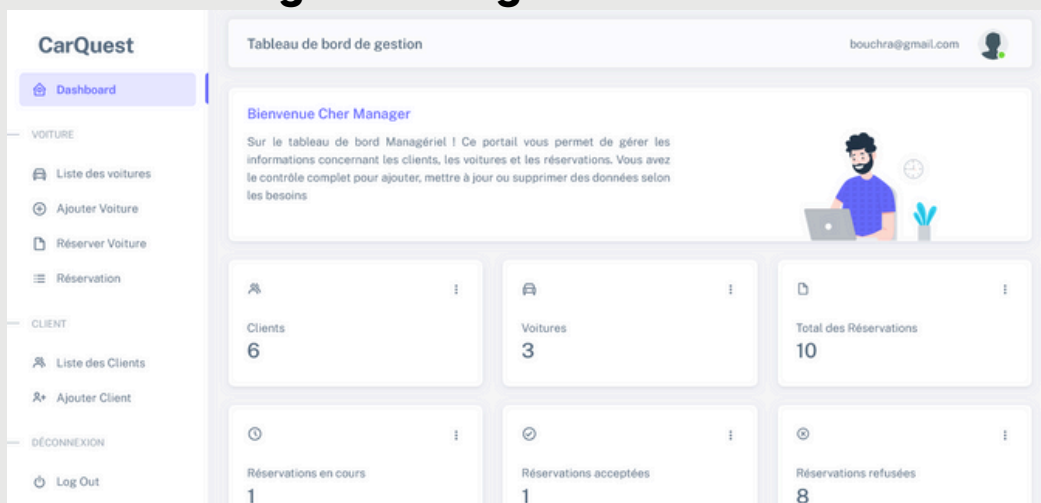 CarQuest
Dashboard
VOITURE
Liste des voitures
Ajouter Voiture
Réserver Voiture
Réservation
CLIENT
Liste des Clients
Ajouter Client
DÉCONNEXION
Log Out
Tableau de bord de gestion
bouchra@gmail.com
Bienvenue Cher Manager
Sur le tableau de bord Managériel ! Ce portail vous permet de gérer les
informations concernant les clients, les voitures et les réservations. Vous avez
le contrôle complet pour ajouter, mettre à jour ou supprimer des données selon
les besoins
Clients
6
Voitures
3
Total des Réservations
10
Réservations en cours
1
Réservations acceptées
1
Réservations refusées
8